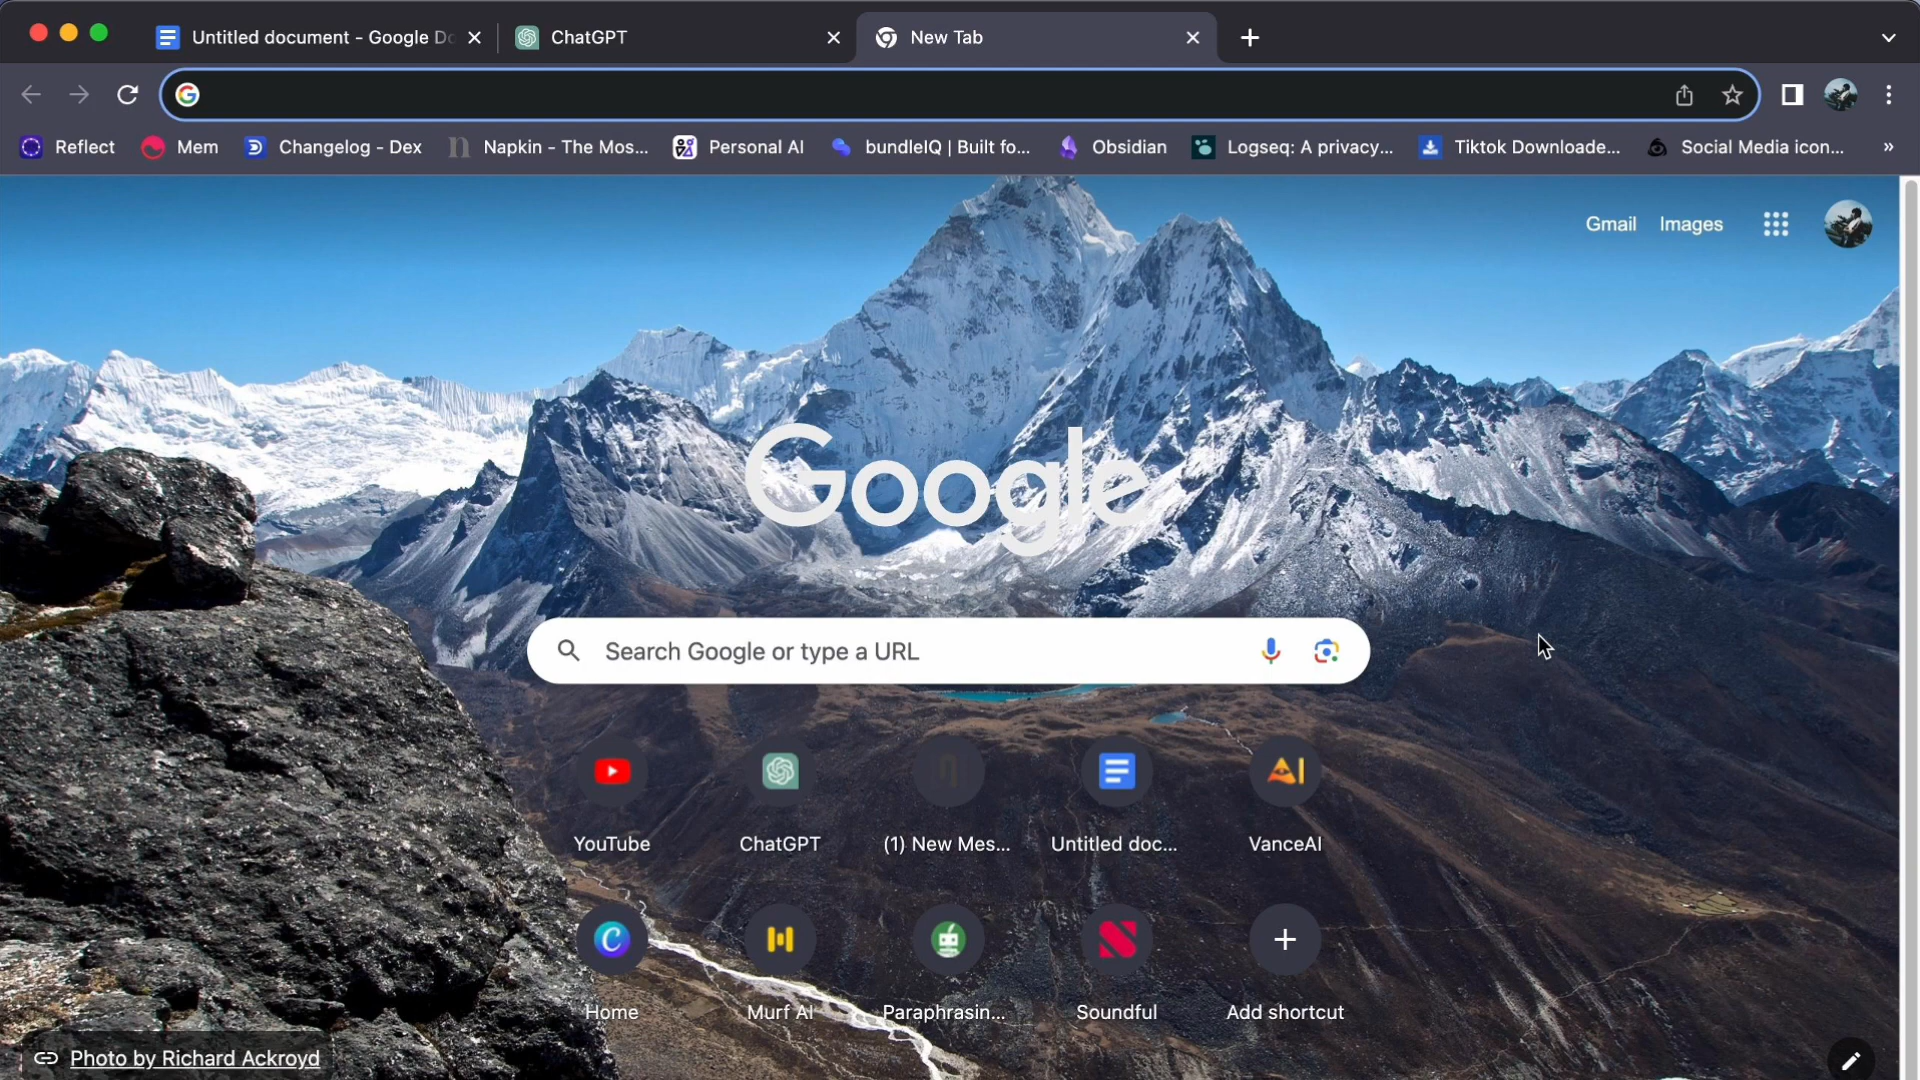 Untitled document - Google Do
ChatGPT
New Tab
Reflect
Mem
Changelog - Dex
Napkin - The Mos...
Personal AI
bundleIQ | Built fo...
Obsidian
Logseq: A privacy...
Tiktok Downloade...
Social Media icon...
»
Gmail
Images
Google
Search Google or type a URL
YouTube
ChatGPT
(1) New Mes...
Untitled doc...
VanceAI
Home
Murf AI
Paraphrasin...
Soundful
Add shortcut
Photo by Richard Ackroyd